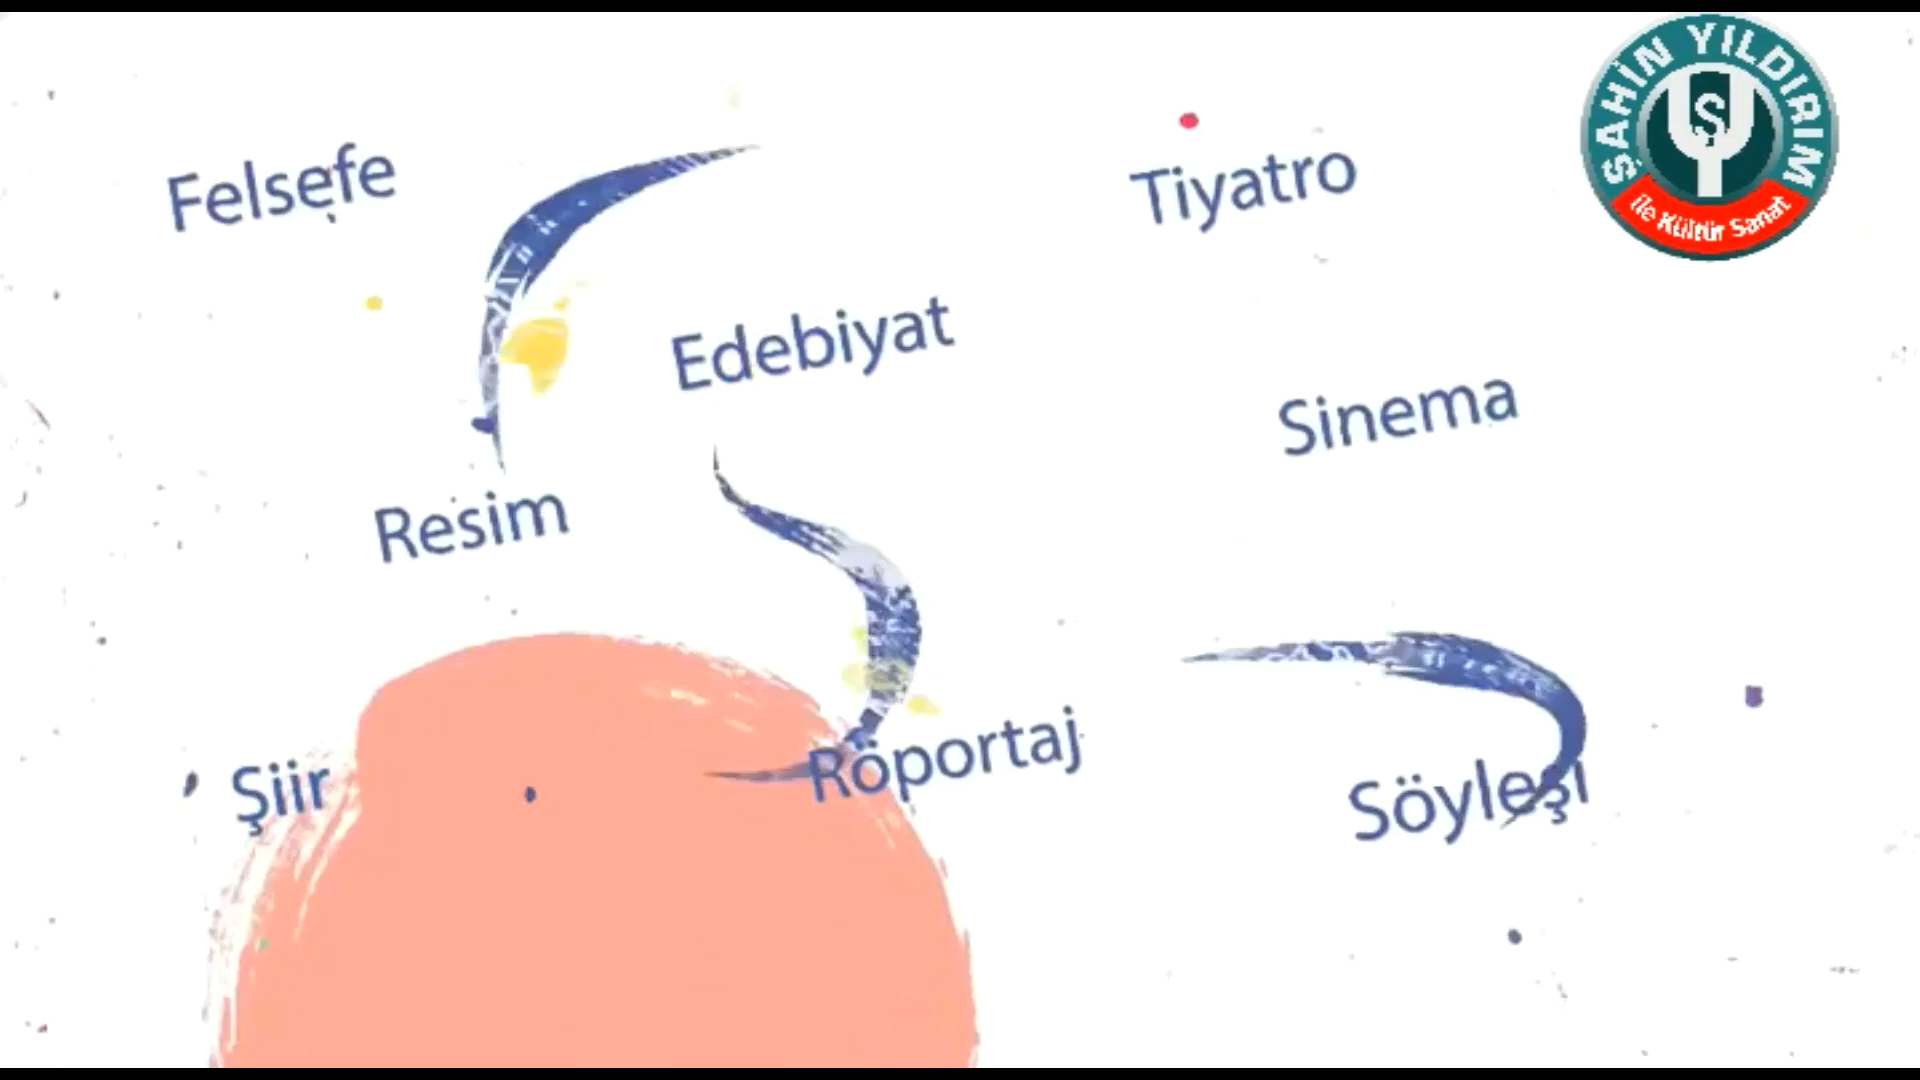 ŞAHİN YILDIRIM
Ş
ile Kültür Sanat
Felsefe
Tiyatro
Edebiyat
Sinema
Resim
Röportaj
Şiir
Söyleşi